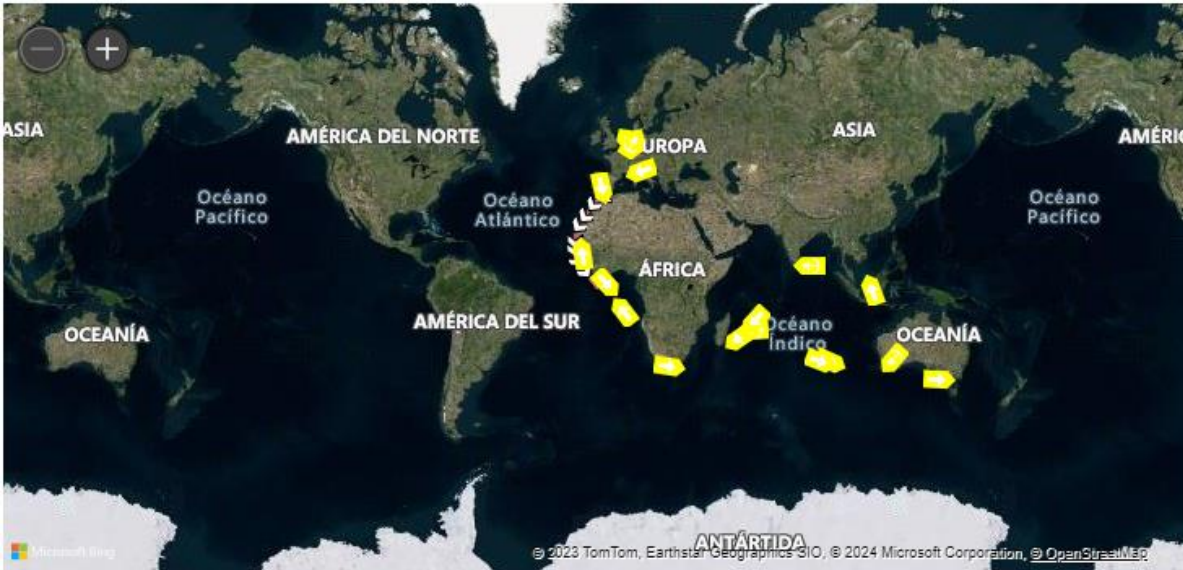 ASIA
AMÉRICA DEL NORTE
UROPA
ASIA
AMÉRIC
Océano
Pacífico
Océano
Atlántico
Océano
Pacífico
ÁFRICA
OCEANÍA
AMÉRICA DEL SUR
Océano
Índico
OCEANÍA
ANTÁRTIDA
Microsoft Bing
© 2023 TomTom, Earthstar Geographics SIO, © 2024 Microsoft Corporation, © OpenStreetMap